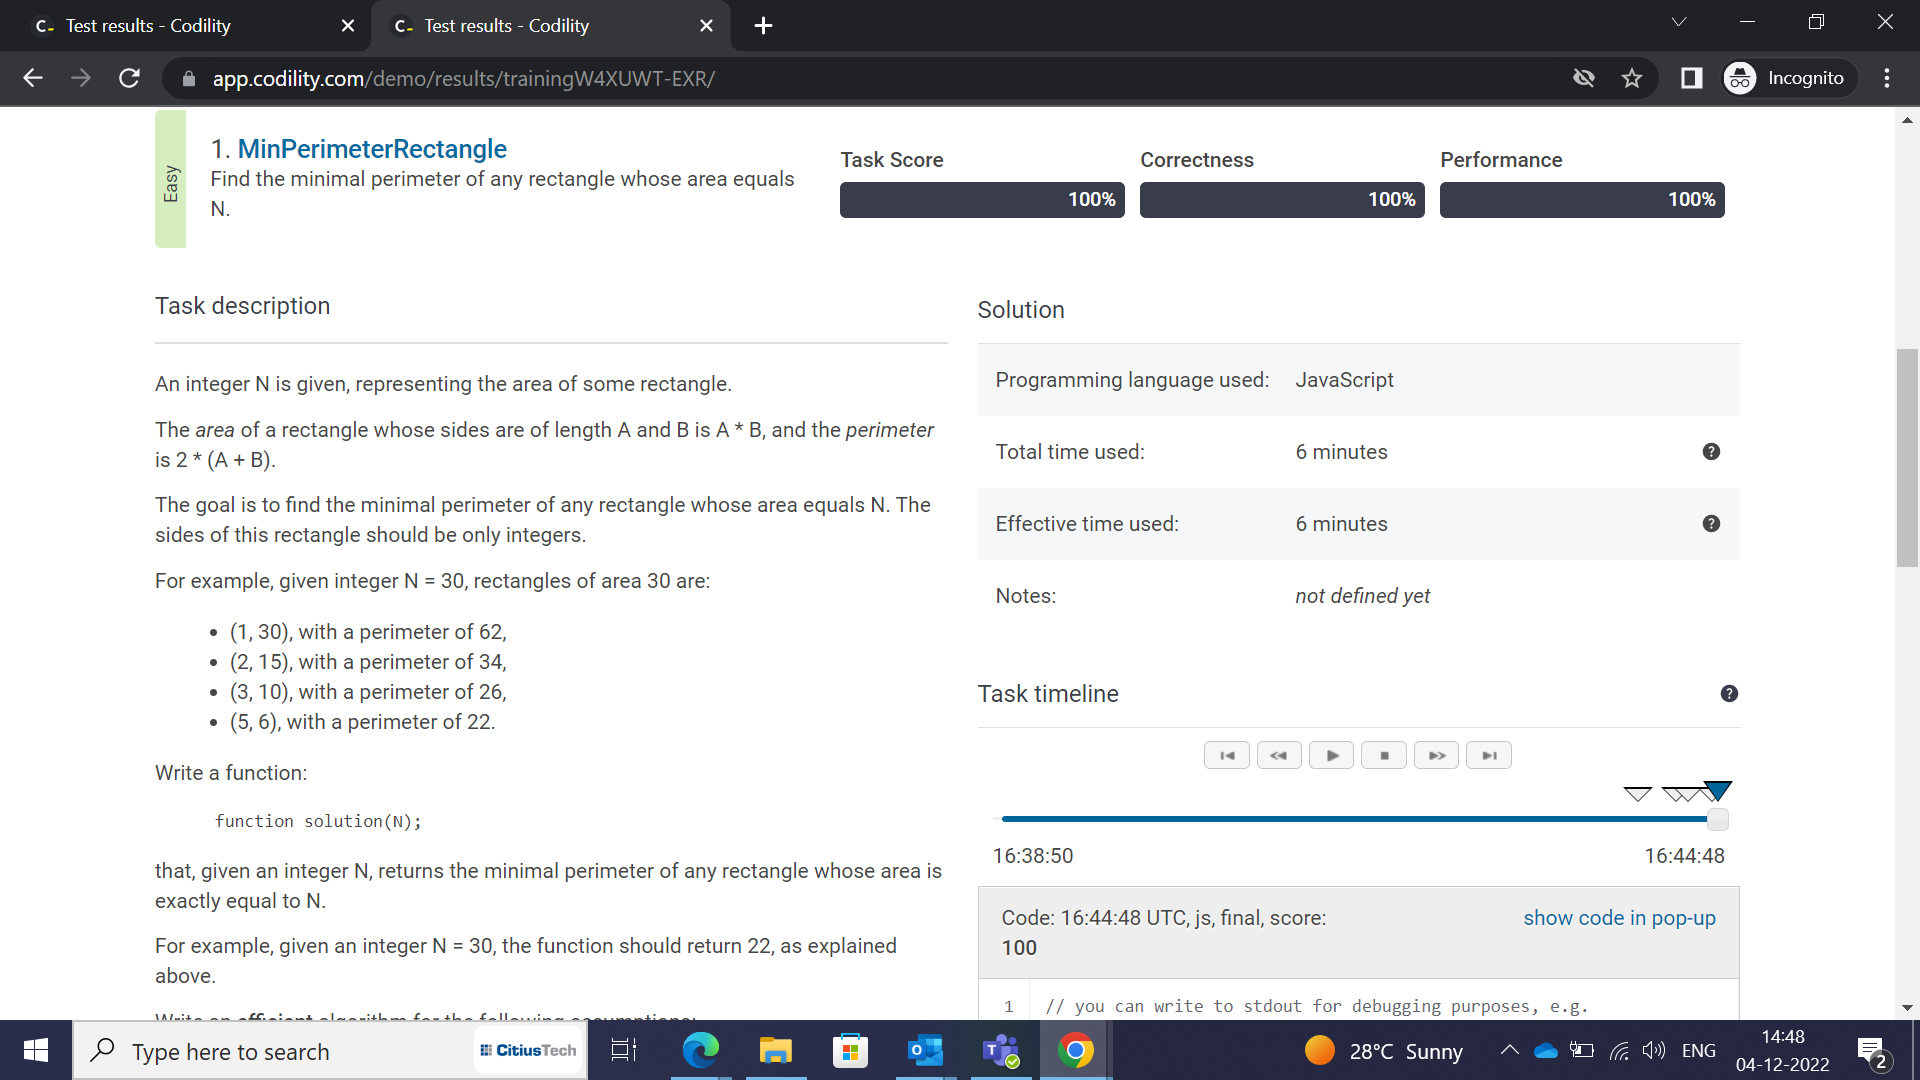 Test results - Codility
Test results - Codility
app.codility.com/demo/results/trainingW4XUWT-EXR/
Incognito
Easy
1. MinPerimeterRectangle
Find the minimal perimeter of any rectangle whose area equals
N.
Task Score
Correctness
Performance
100%
100%
100%
Task description
An integer N is given, representing the area of some rectangle.
The area of a rectangle whose sides are of length A and B is A * B, and the perimeter
is 2 * (A + B).
The goal is to find the minimal perimeter of any rectangle whose area equals N. The
sides of this rectangle should be only integers.
For example, given integer N = 30, rectangles of area 30 are:
• (1, 30), with a perimeter of 62,
• (2, 15), with a perimeter of 34,
• (3, 10), with a perimeter of 26,
• (5, 6), with a perimeter of 22.
Write a function:
function solution(N);
that, given an integer N, returns the minimal perimeter of any rectangle whose area is
exactly equal to N.
For example, given an integer N = 30, the function should return 22, as explained
above.
Write an efficient algorithm for the following assumptions:
Solution
Programming language used: JavaScript
Total time used: 6 minutes
Effective time used: 6 minutes
Notes: not defined yet
Task timeline
16:38:50
16:44:48
Code: 16:44:48 UTC, js, final, score:
100
show code in pop-up
1 // you can write to stdout for debugging purposes, e.g.
Type here to search
CitiusTech
28°C Sunny
ENG
14:48
04-12-2022
2